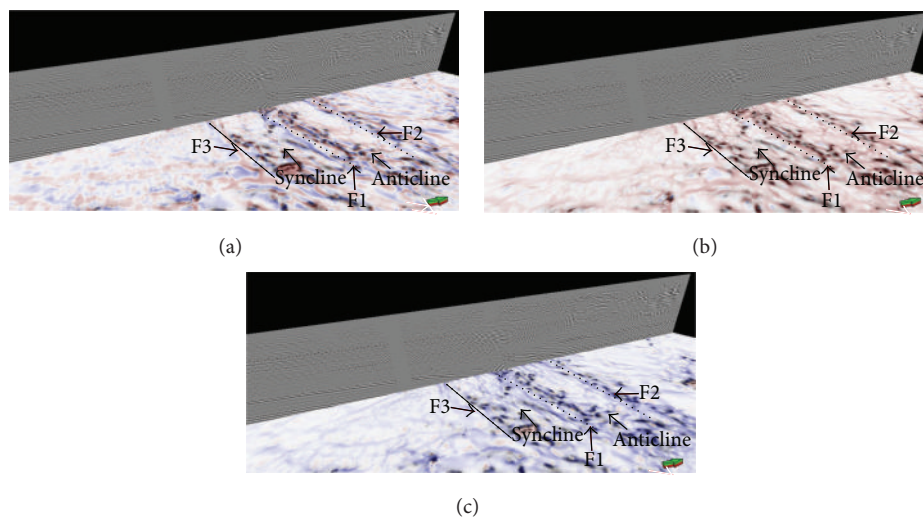 F3
F2
Syncline
Anticline
F1
(a)
F3
F2
Syncline
Anticline
F1
(b)
F3
F2
Syncline
Anticline
F1
(c)